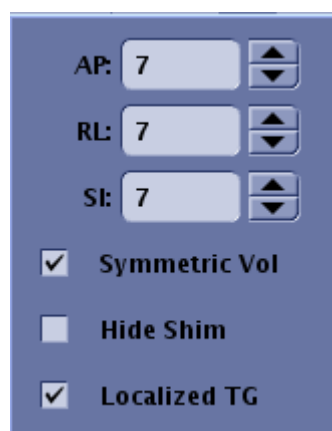 AP: 7
RL: 7
SI: 7
Symmetric Vol
Hide Shim
Localized TG